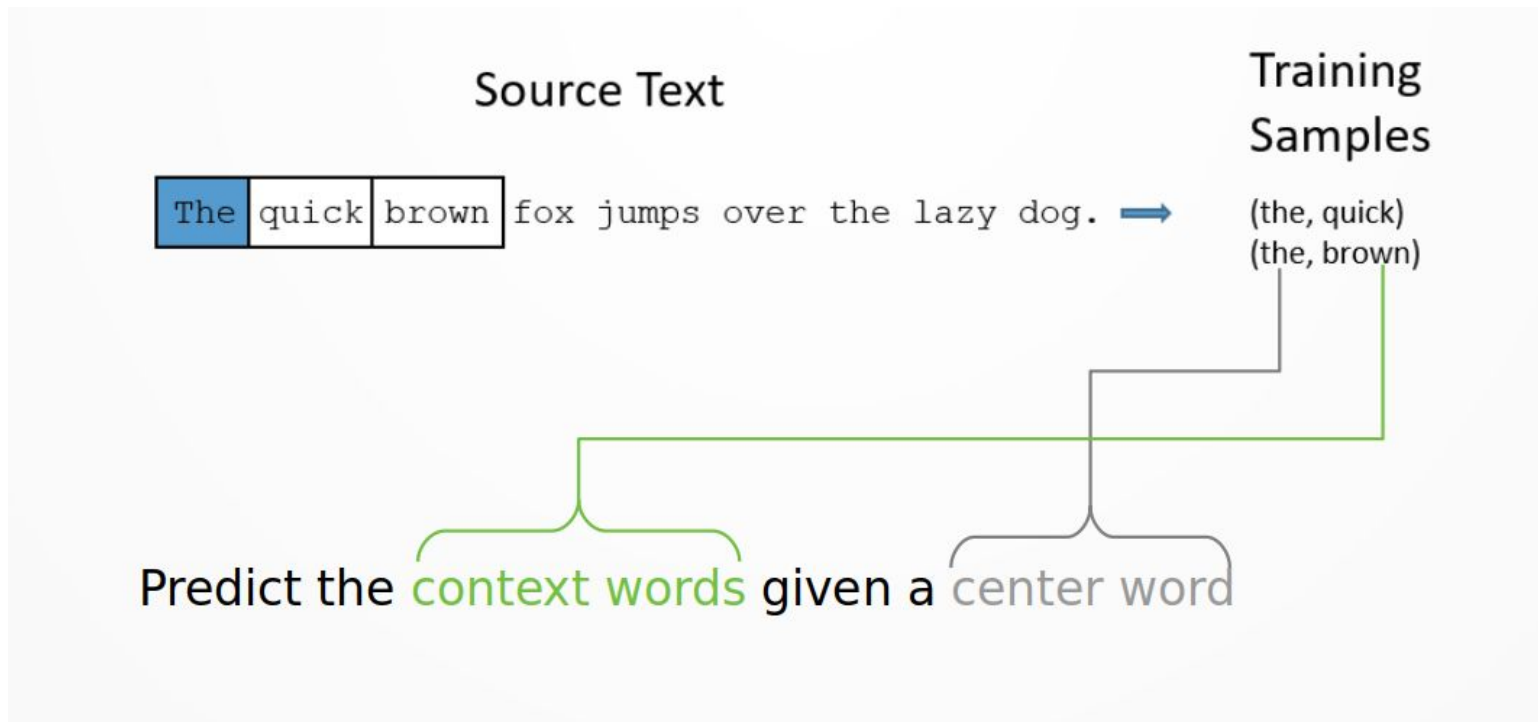 Source Text
Training
Samples
The quick brown fox jumps over the lazy dog.
(the, quick)
(the, brown)
Predict the context words given a center word